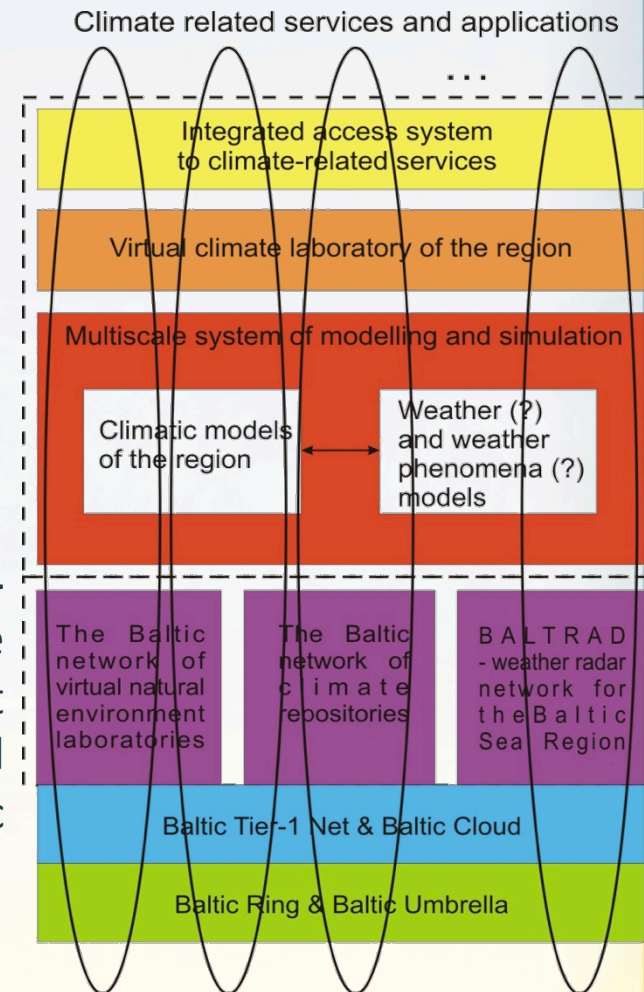 Climate related services and applications
...
Integrated access system
to climate-related services
Virtual climate laboratory of the region
Multiscale system of modelling and simulation
Climatic models
of the region
Weather (?)
and weather
phenomena (?)
models
The Baltic
network of
virtual natural
environment
laboratories
The Baltic
network of
climate
repositories
BALTRAD
- weather radar
network for
the Baltic
Sea Region
Baltic Tier-1 Net & Baltic Cloud
Baltic Ring & Baltic Umbrella